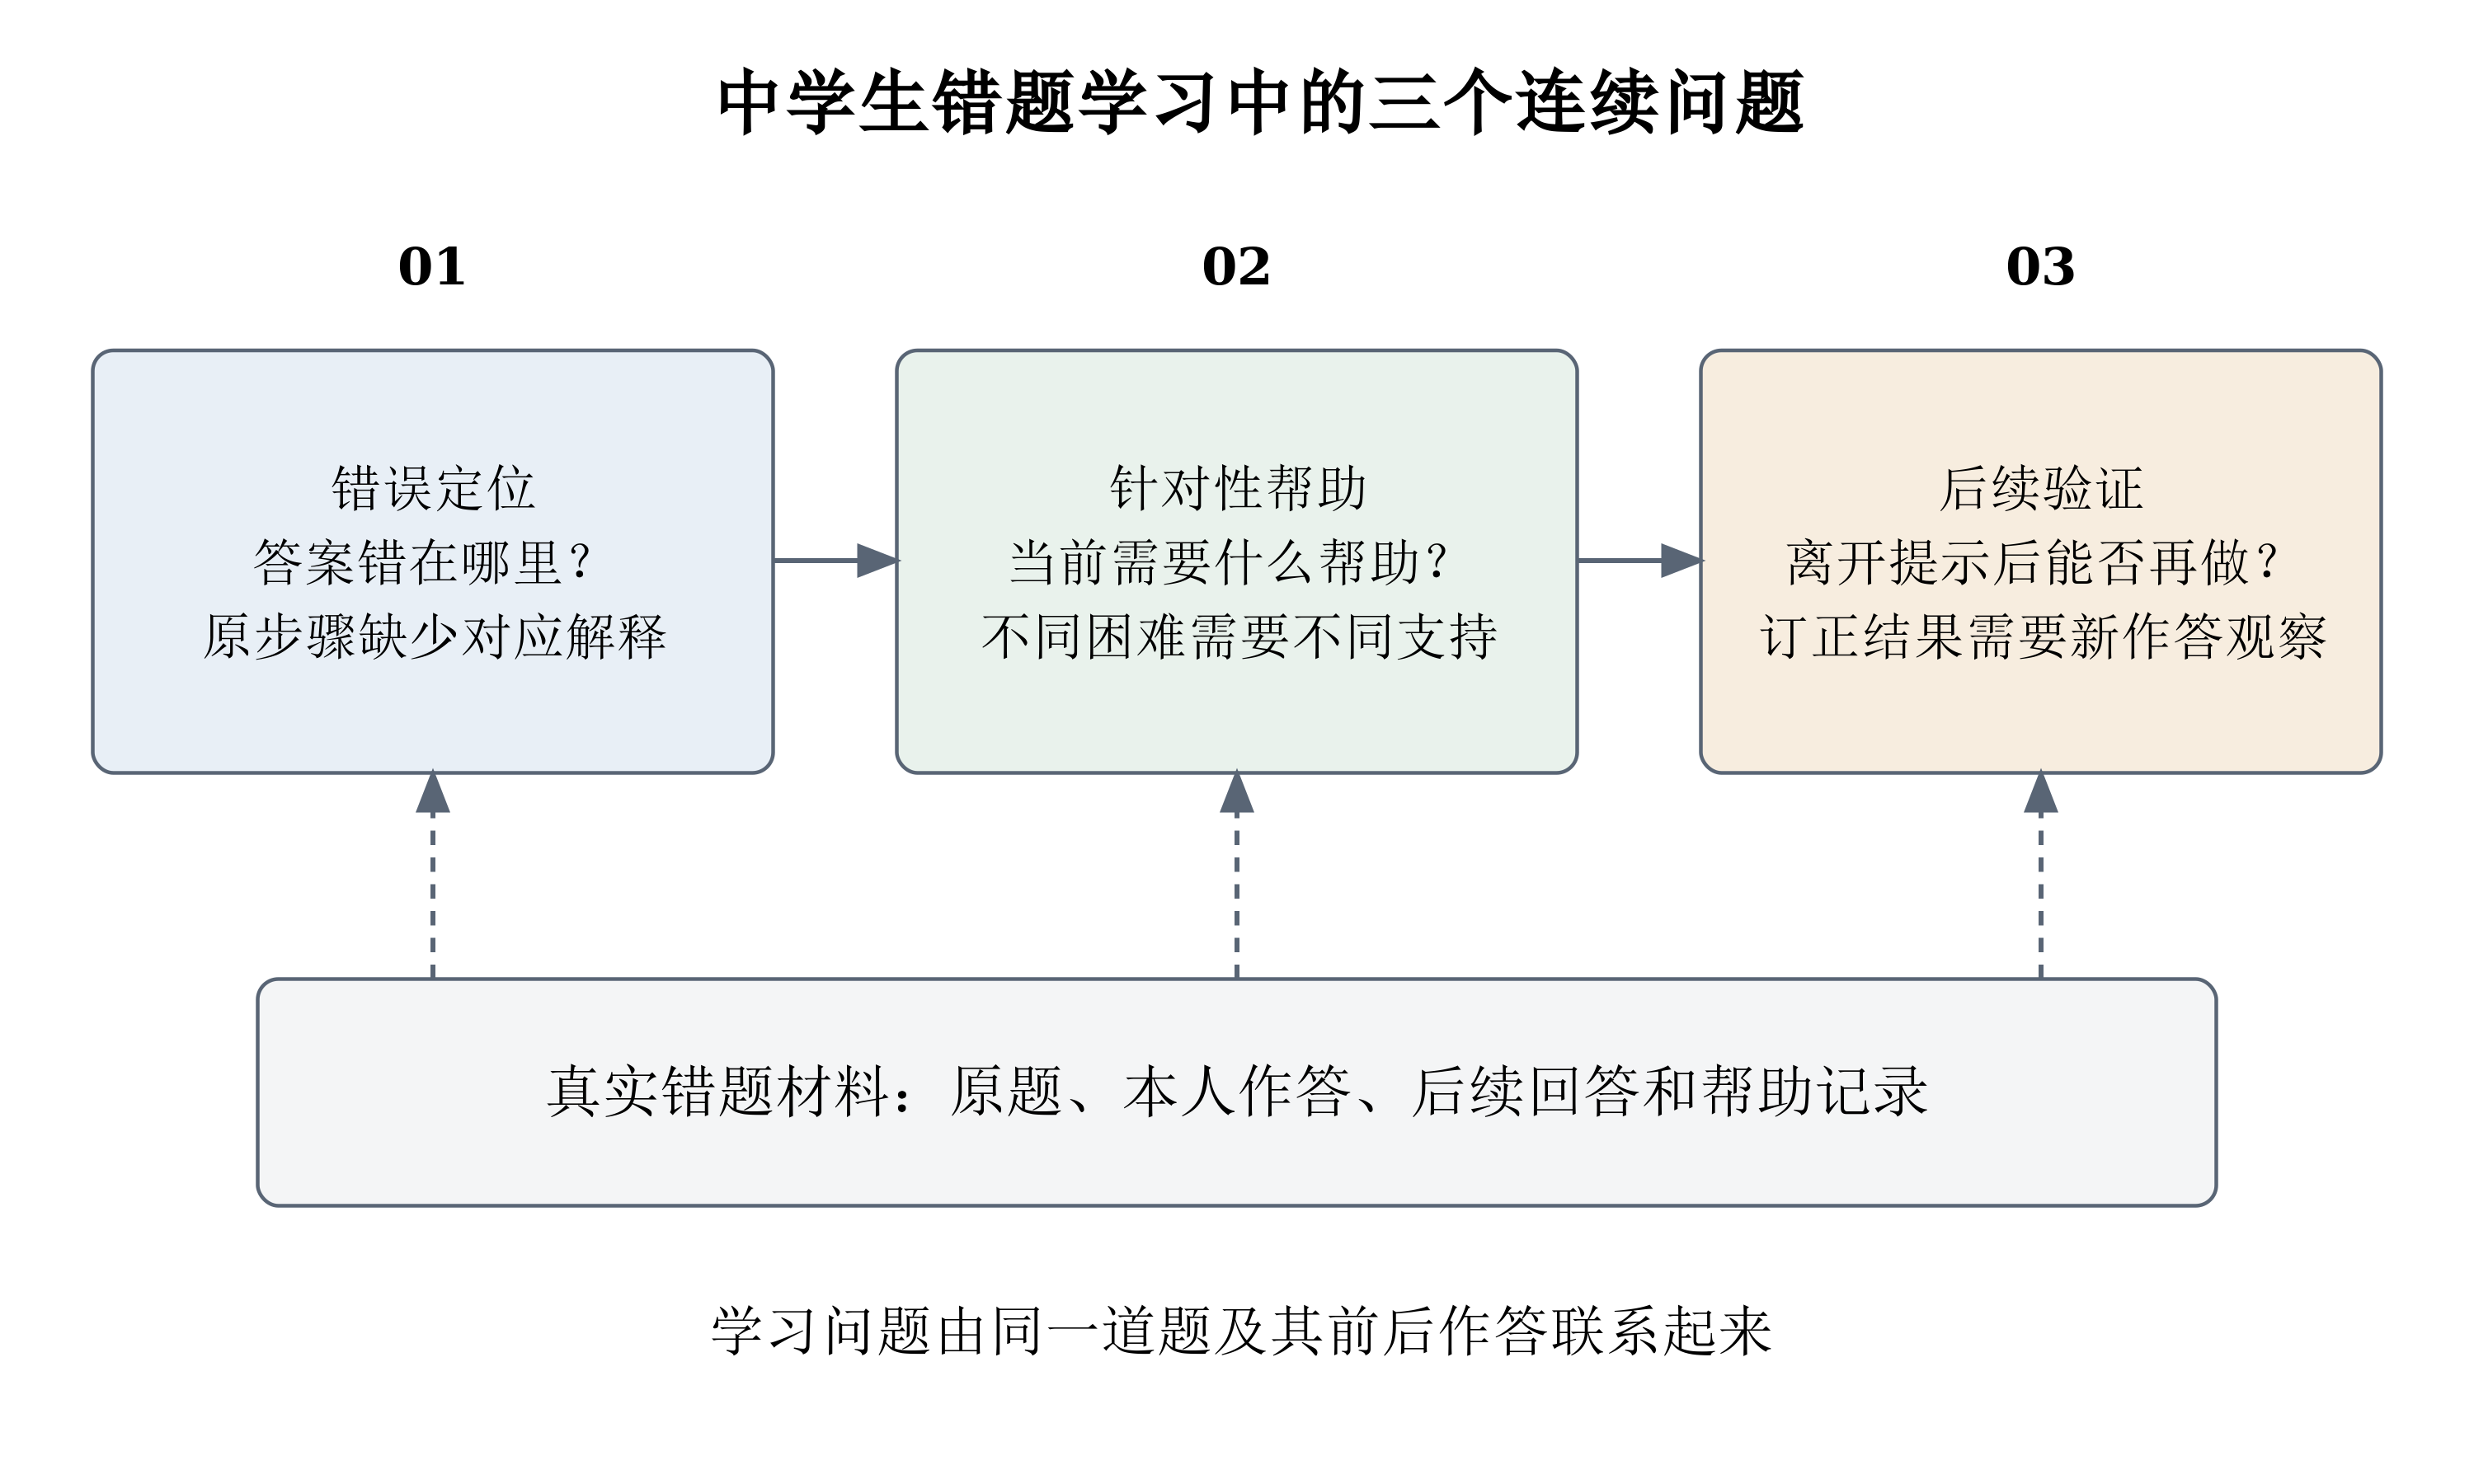 中学生错题学习中的三个连续问题
01
02
03
错误定位
答案错在哪里？
原步骤缺少对应解释
针对性帮助
当前需要什么帮助？
不同困难需要不同支持
后续验证
离开提示后能否再做？
订正结果需要新作答观察
真实错题材料：原题、本人作答、后续回答和帮助记录
学习问题由同一道题及其前后作答联系起来